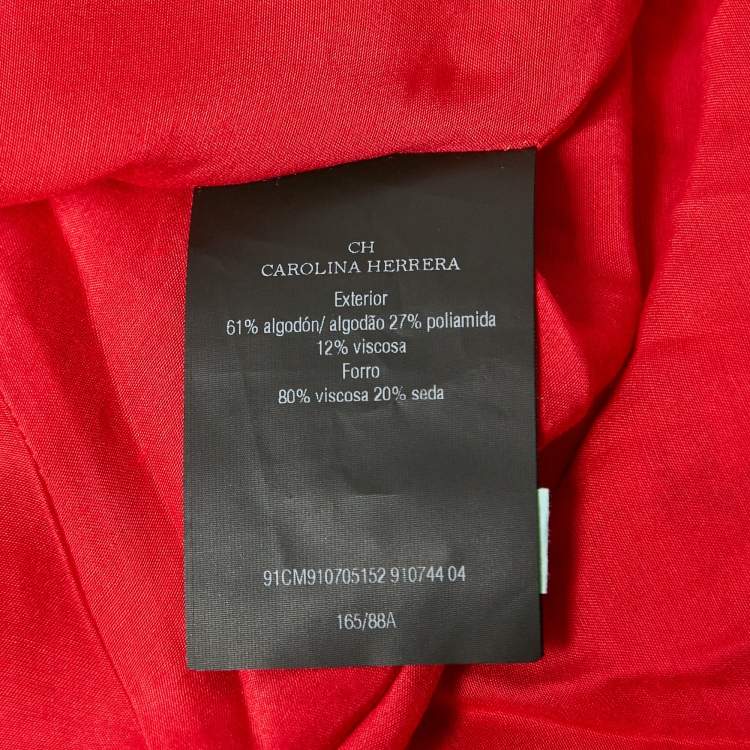 CH
CAROLINA HERRERA
Exterior
61% algodón/ algodão 27% poliamida
12% viscosa
Forro
80% viscosa 20% seda
91CM910705152 910744 04
165/88A